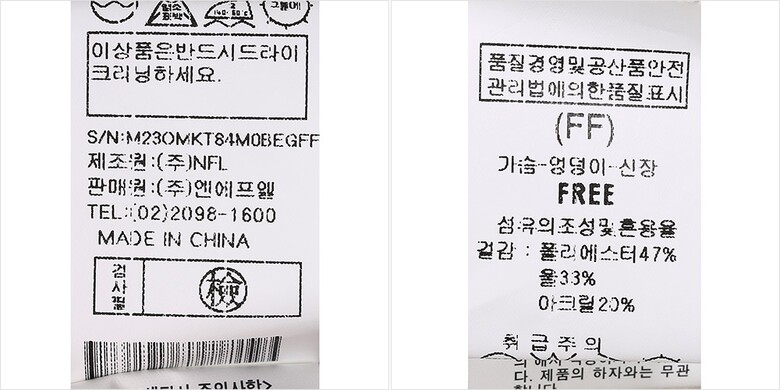 이상품은반드시드라이
크리닝하세요.
S/N:M23OMKT84M0BEGFF
제조원:(주)NFL
판매원:(주)엔에프엘
TEL:(02)2098-1600
MADE IN CHINA
검사필
檢
품질경영및공산품안전
관리법에의한품질표시
(FF)
가슴-엉덩이-신장
FREE
섬유의조성및혼용율
겉감 : 폴리에스터47%
울33%
아크릴20%
취급주의
다. 제품의 하자와는 무관
합니다.